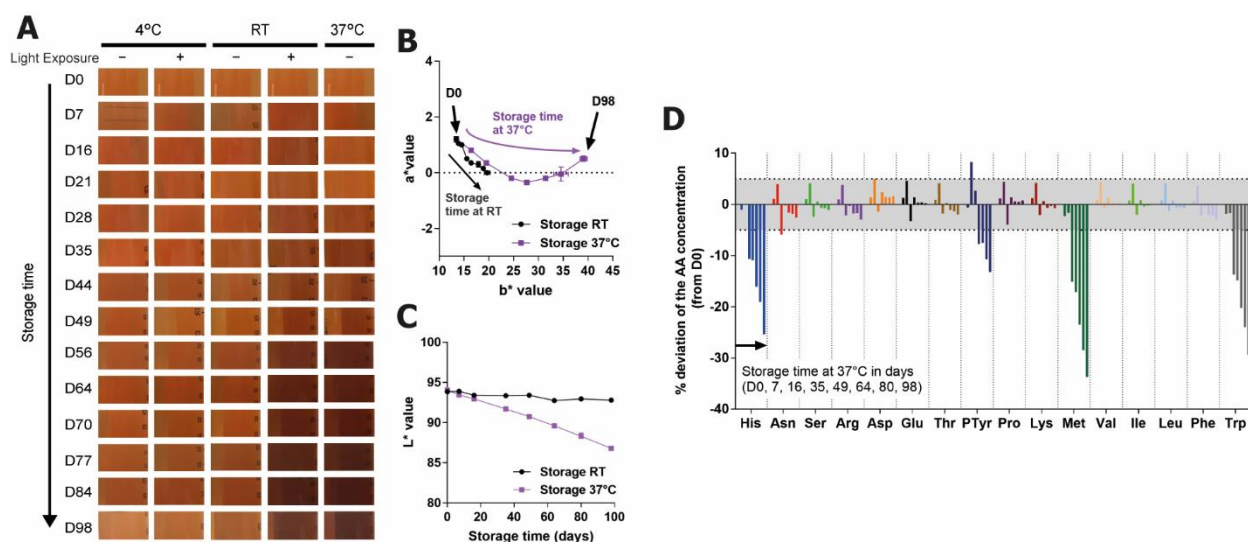 A
4°C RT 37°C
Light Exposure − + − + −
Storage time
D0
D7
D16
D21
D28
D35
D44
D49
D56
D64
D70
D77
D84
D98
B
a*value
4
2
0
-2
D0
D98
Storage time
at 37°C
Storage
time at RT
Storage RT
Storage 37°C
10 15 20 25 30 35 40 45
b* value
C
L* value
100
95
90
85
80
Storage RT
Storage 37°C
0 20 40 60 80 100
Storage time (days)
D
% deviation of the AA concentration
(from D0)
10
0
-10
-20
-30
-40
Storage time at 37°C in days
(D0, 7, 16, 35, 49, 64, 80, 98)
His Asn Ser Arg Asp Glu Thr PTyr Pro Lys Met Val Ile Leu Phe Trp